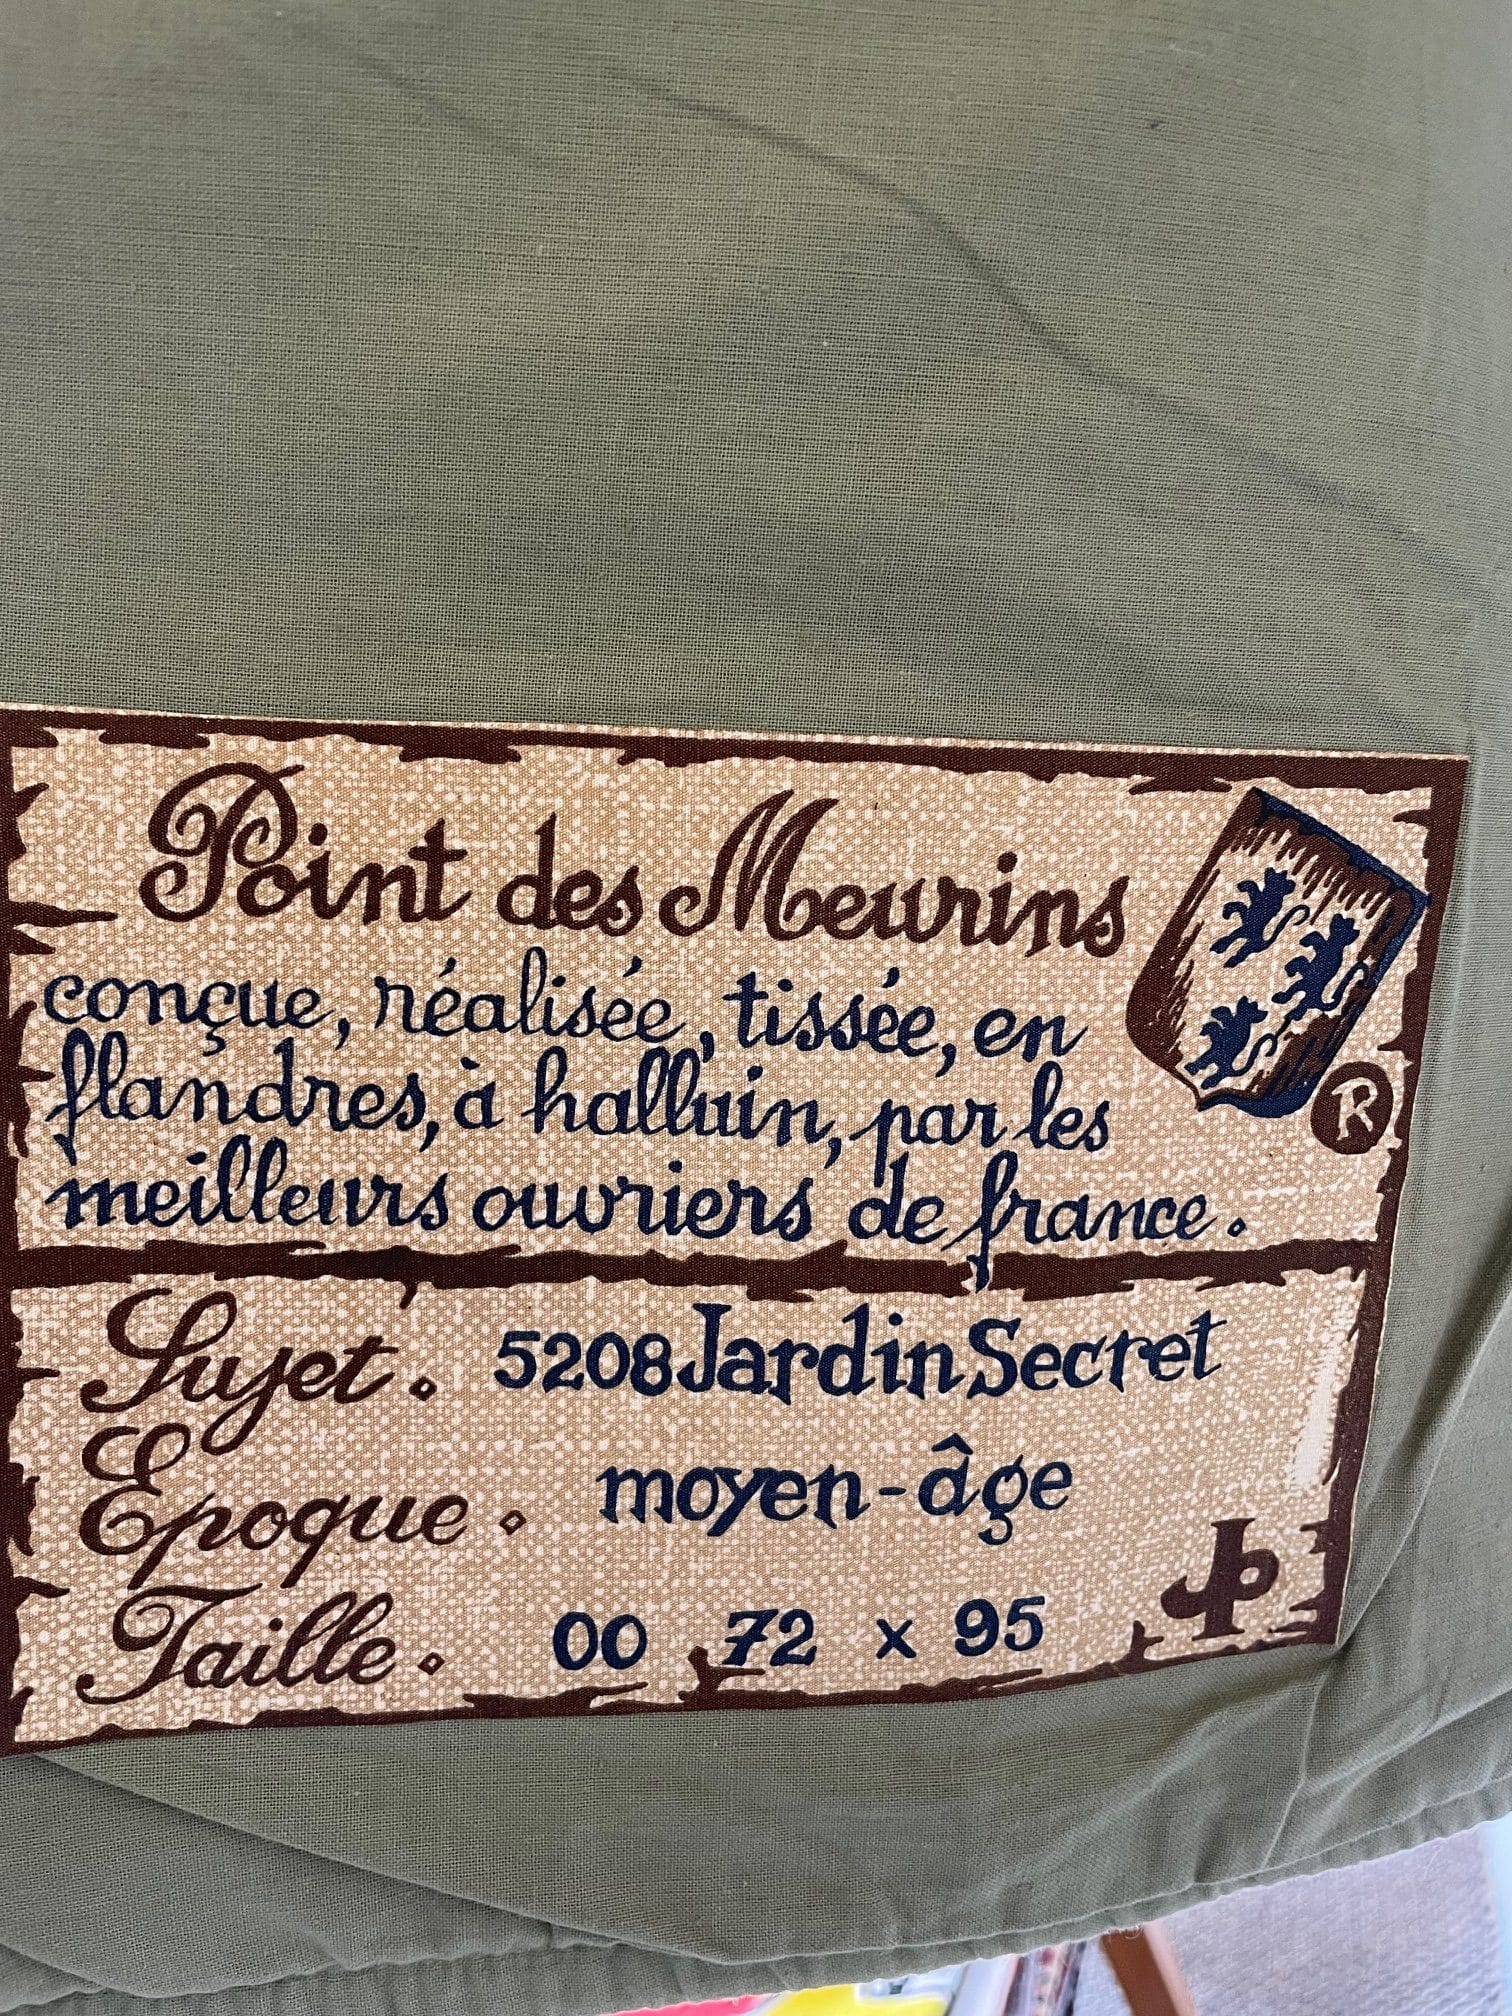 Point des Meurins
conçue, réalisée, tissée, en
flandres, à halluin, par les
meilleurs ouvriers de france.
R
Sujet. 5208 Jardin Secret
Epoque. moyen-âge
Taille. 00 72 x 95
JP